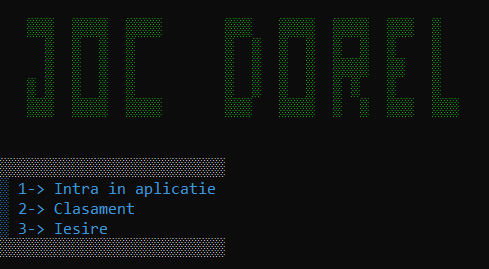 JOC DOREL
1-> Intra in aplicatie
2-> Clasament
3-> Iesire